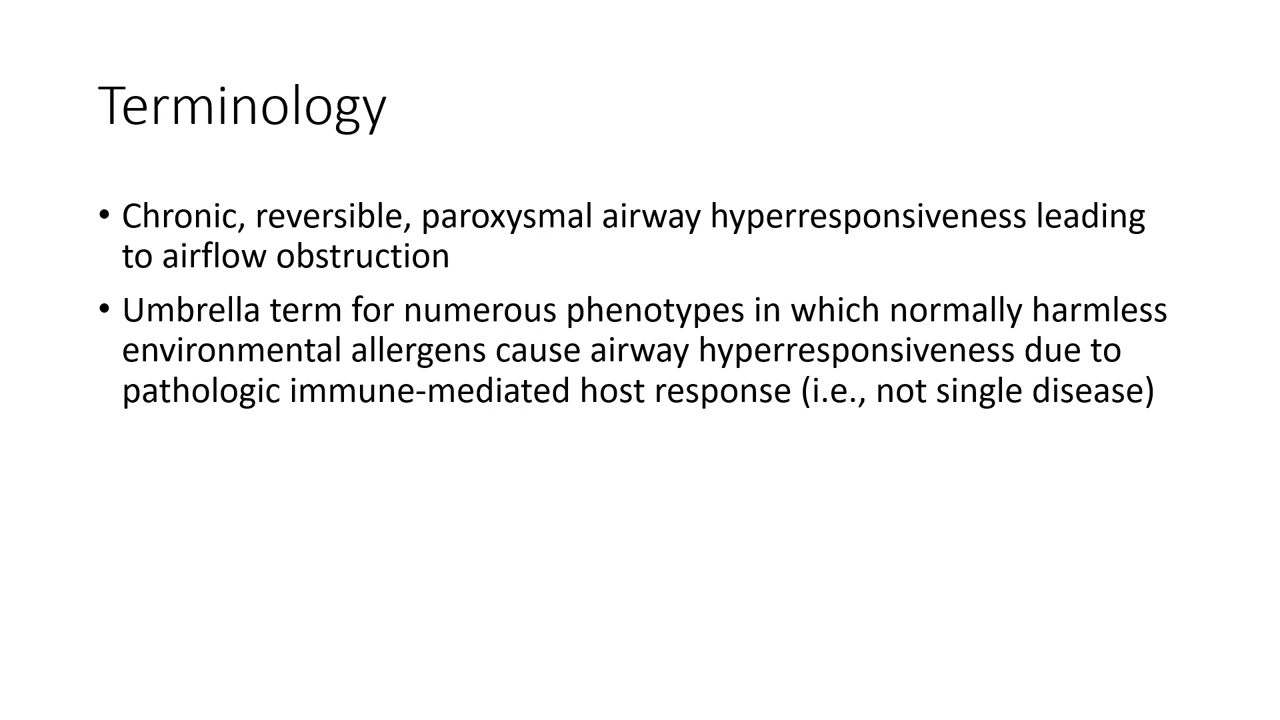 Terminology
• Chronic, reversible, paroxysmal airway hyperresponsiveness leading
to airflow obstruction
• Umbrella term for numerous phenotypes in which normally harmless
environmental allergens cause airway hyperresponsiveness due to
pathologic immune-mediated host response (i.e., not single disease)